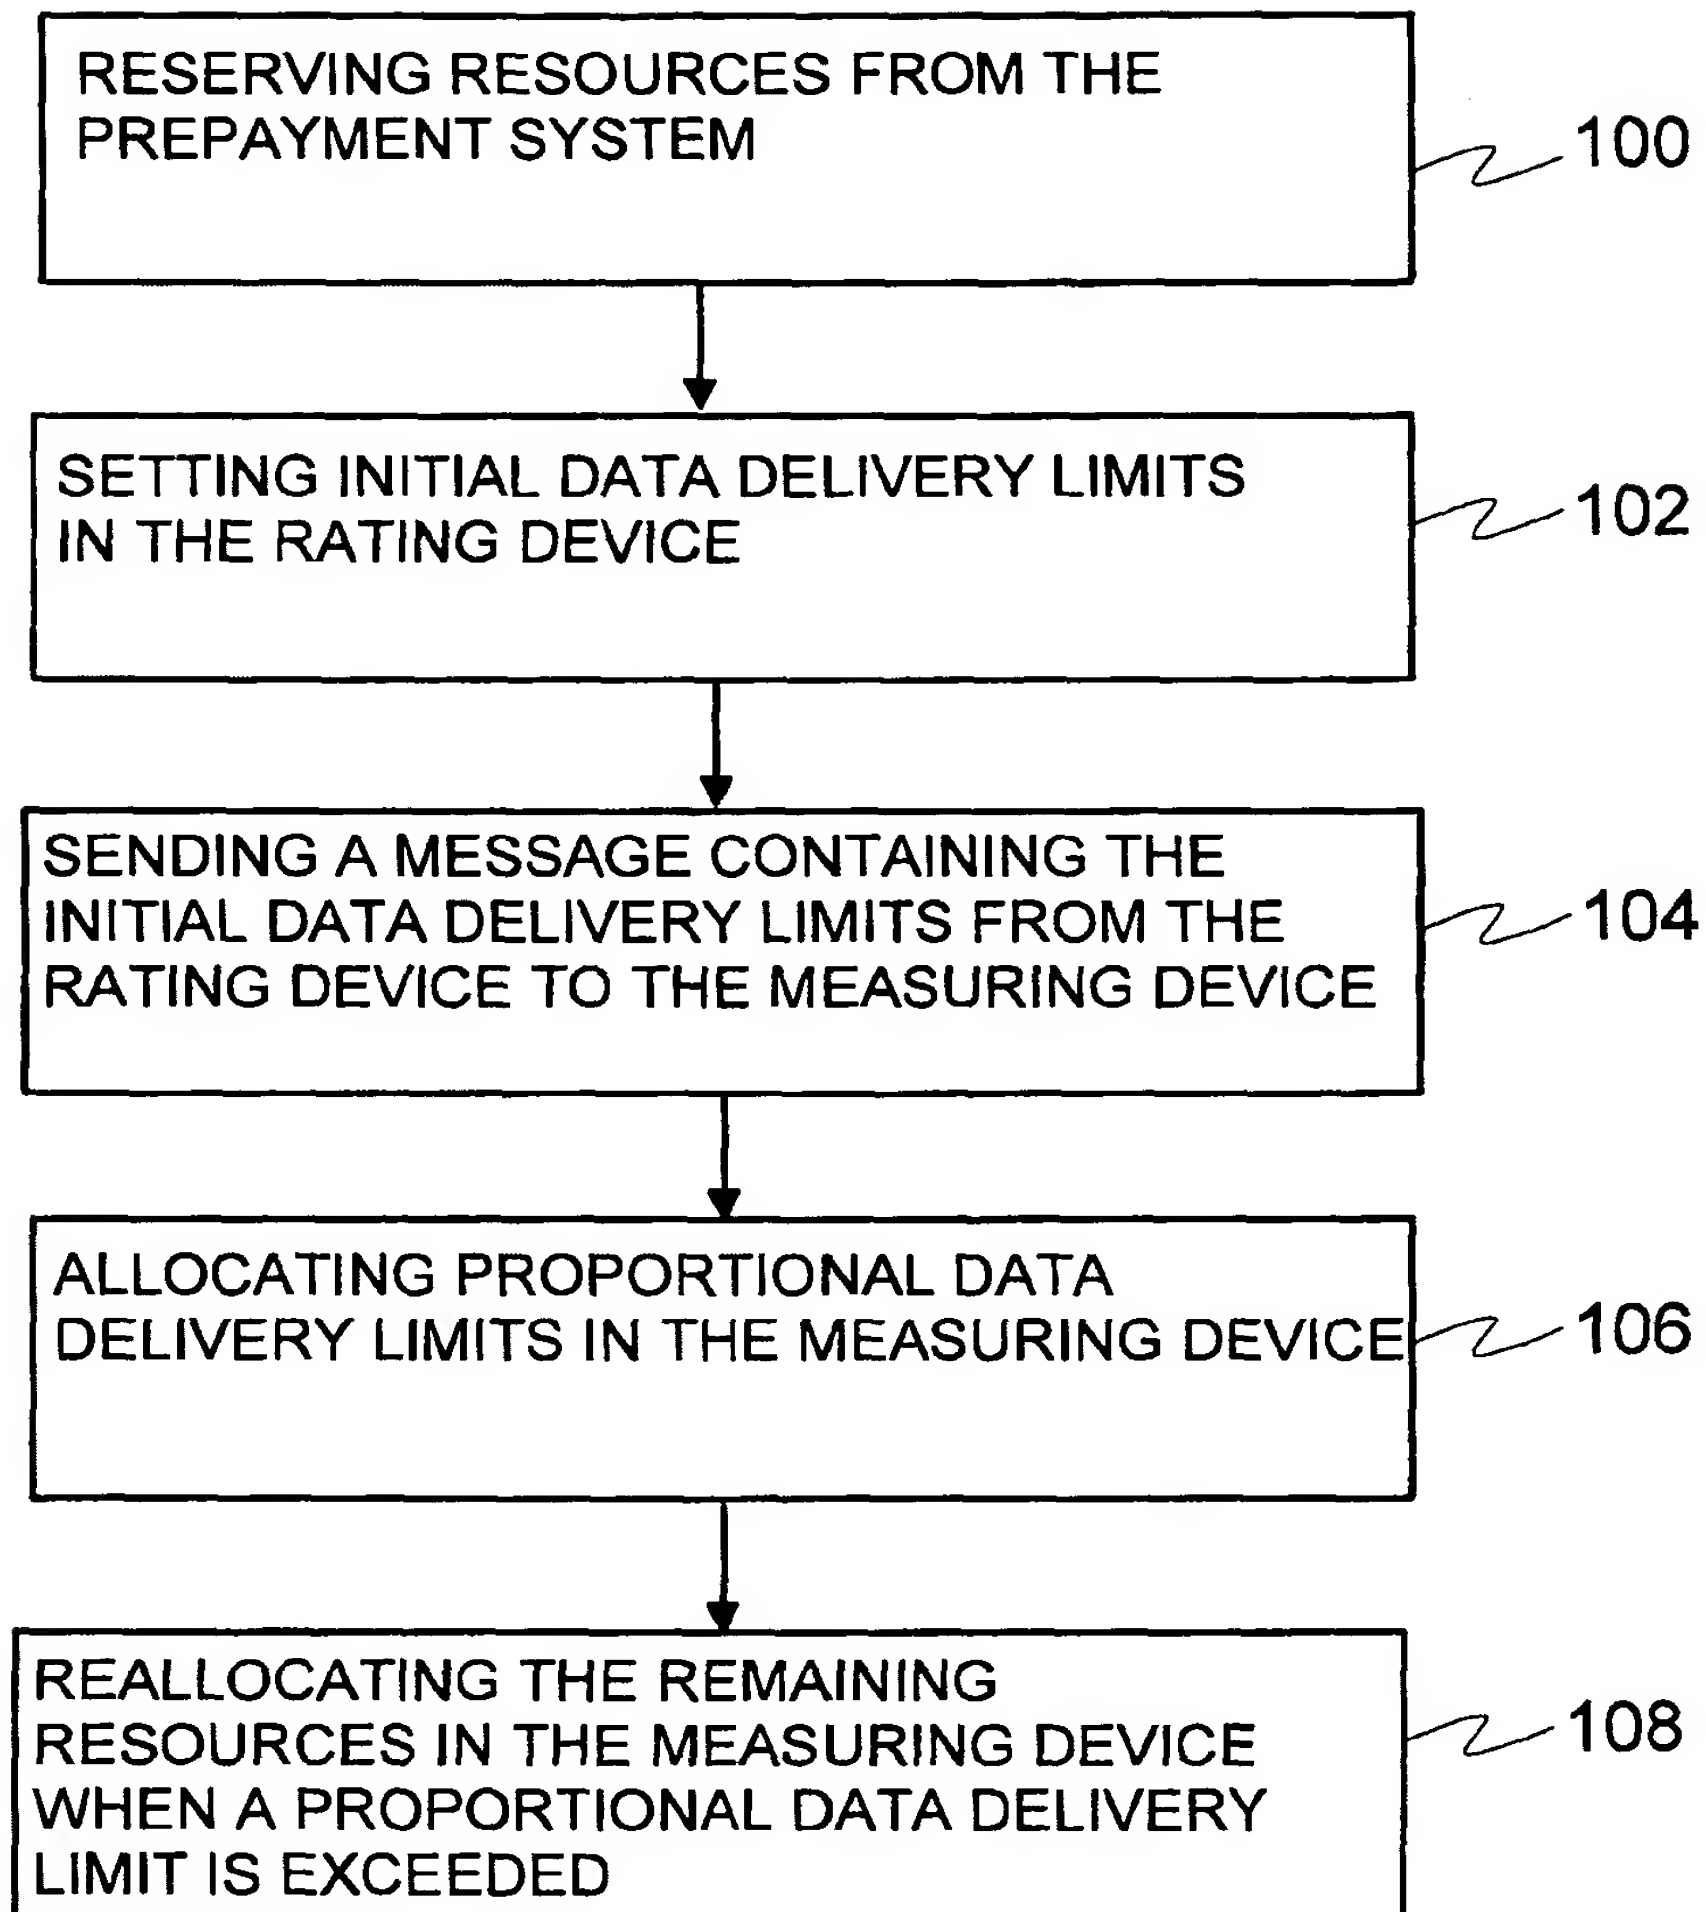 RESERVING RESOURCES FROM THE
PREPAYMENT SYSTEM
100
SETTING INITIAL DATA DELIVERY LIMITS
IN THE RATING DEVICE
102
SENDING A MESSAGE CONTAINING THE
INITIAL DATA DELIVERY LIMITS FROM THE
RATING DEVICE TO THE MEASURING DEVICE
104
ALLOCATING PROPORTIONAL DATA
DELIVERY LIMITS IN THE MEASURING DEVICE
106
REALLOCATING THE REMAINING
RESOURCES IN THE MEASURING DEVICE
WHEN A PROPORTIONAL DATA DELIVERY
LIMIT IS EXCEEDED
108